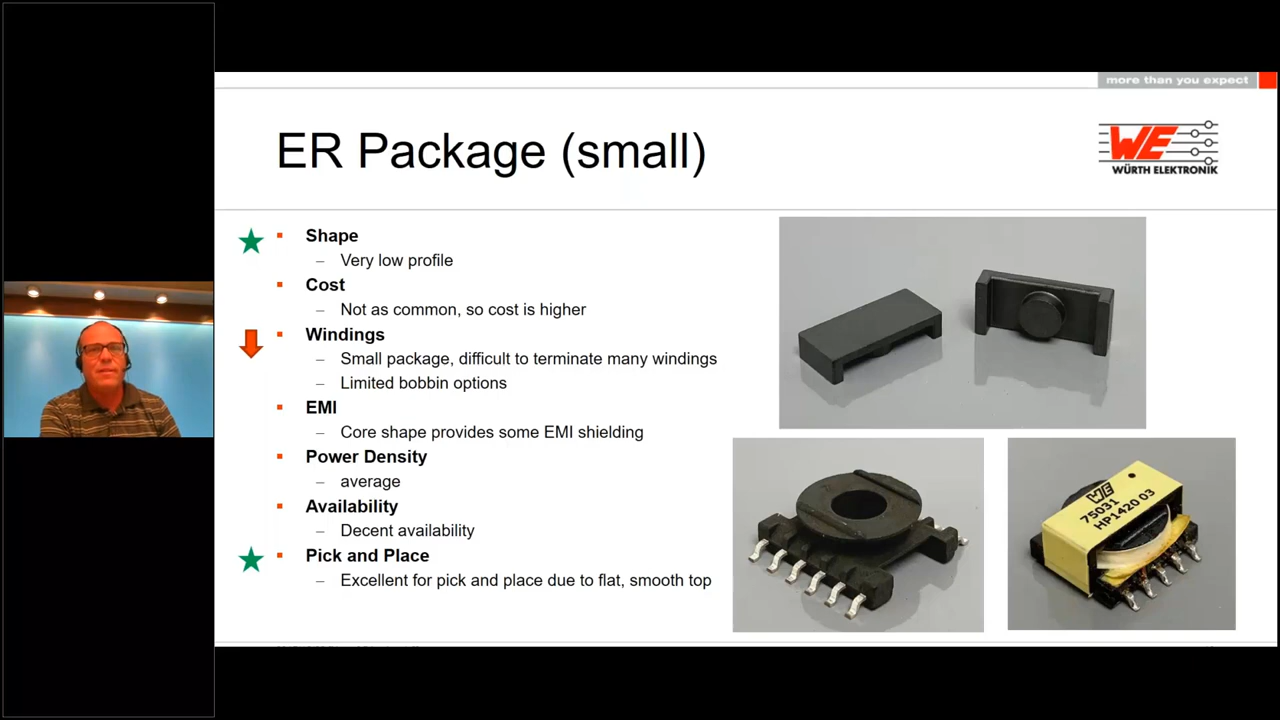 more than you expect
ER Package (small)
WE
WÜRTH ELEKTRONIK
Shape
– Very low profile
Cost
– Not as common, so cost is higher
Windings
– Small package, difficult to terminate many windings
– Limited bobbin options
EMI
– Core shape provides some EMI shielding
Power Density
– average
Availability
– Decent availability
Pick and Place
– Excellent for pick and place due to flat, smooth top
WE
75031
HP1420 03